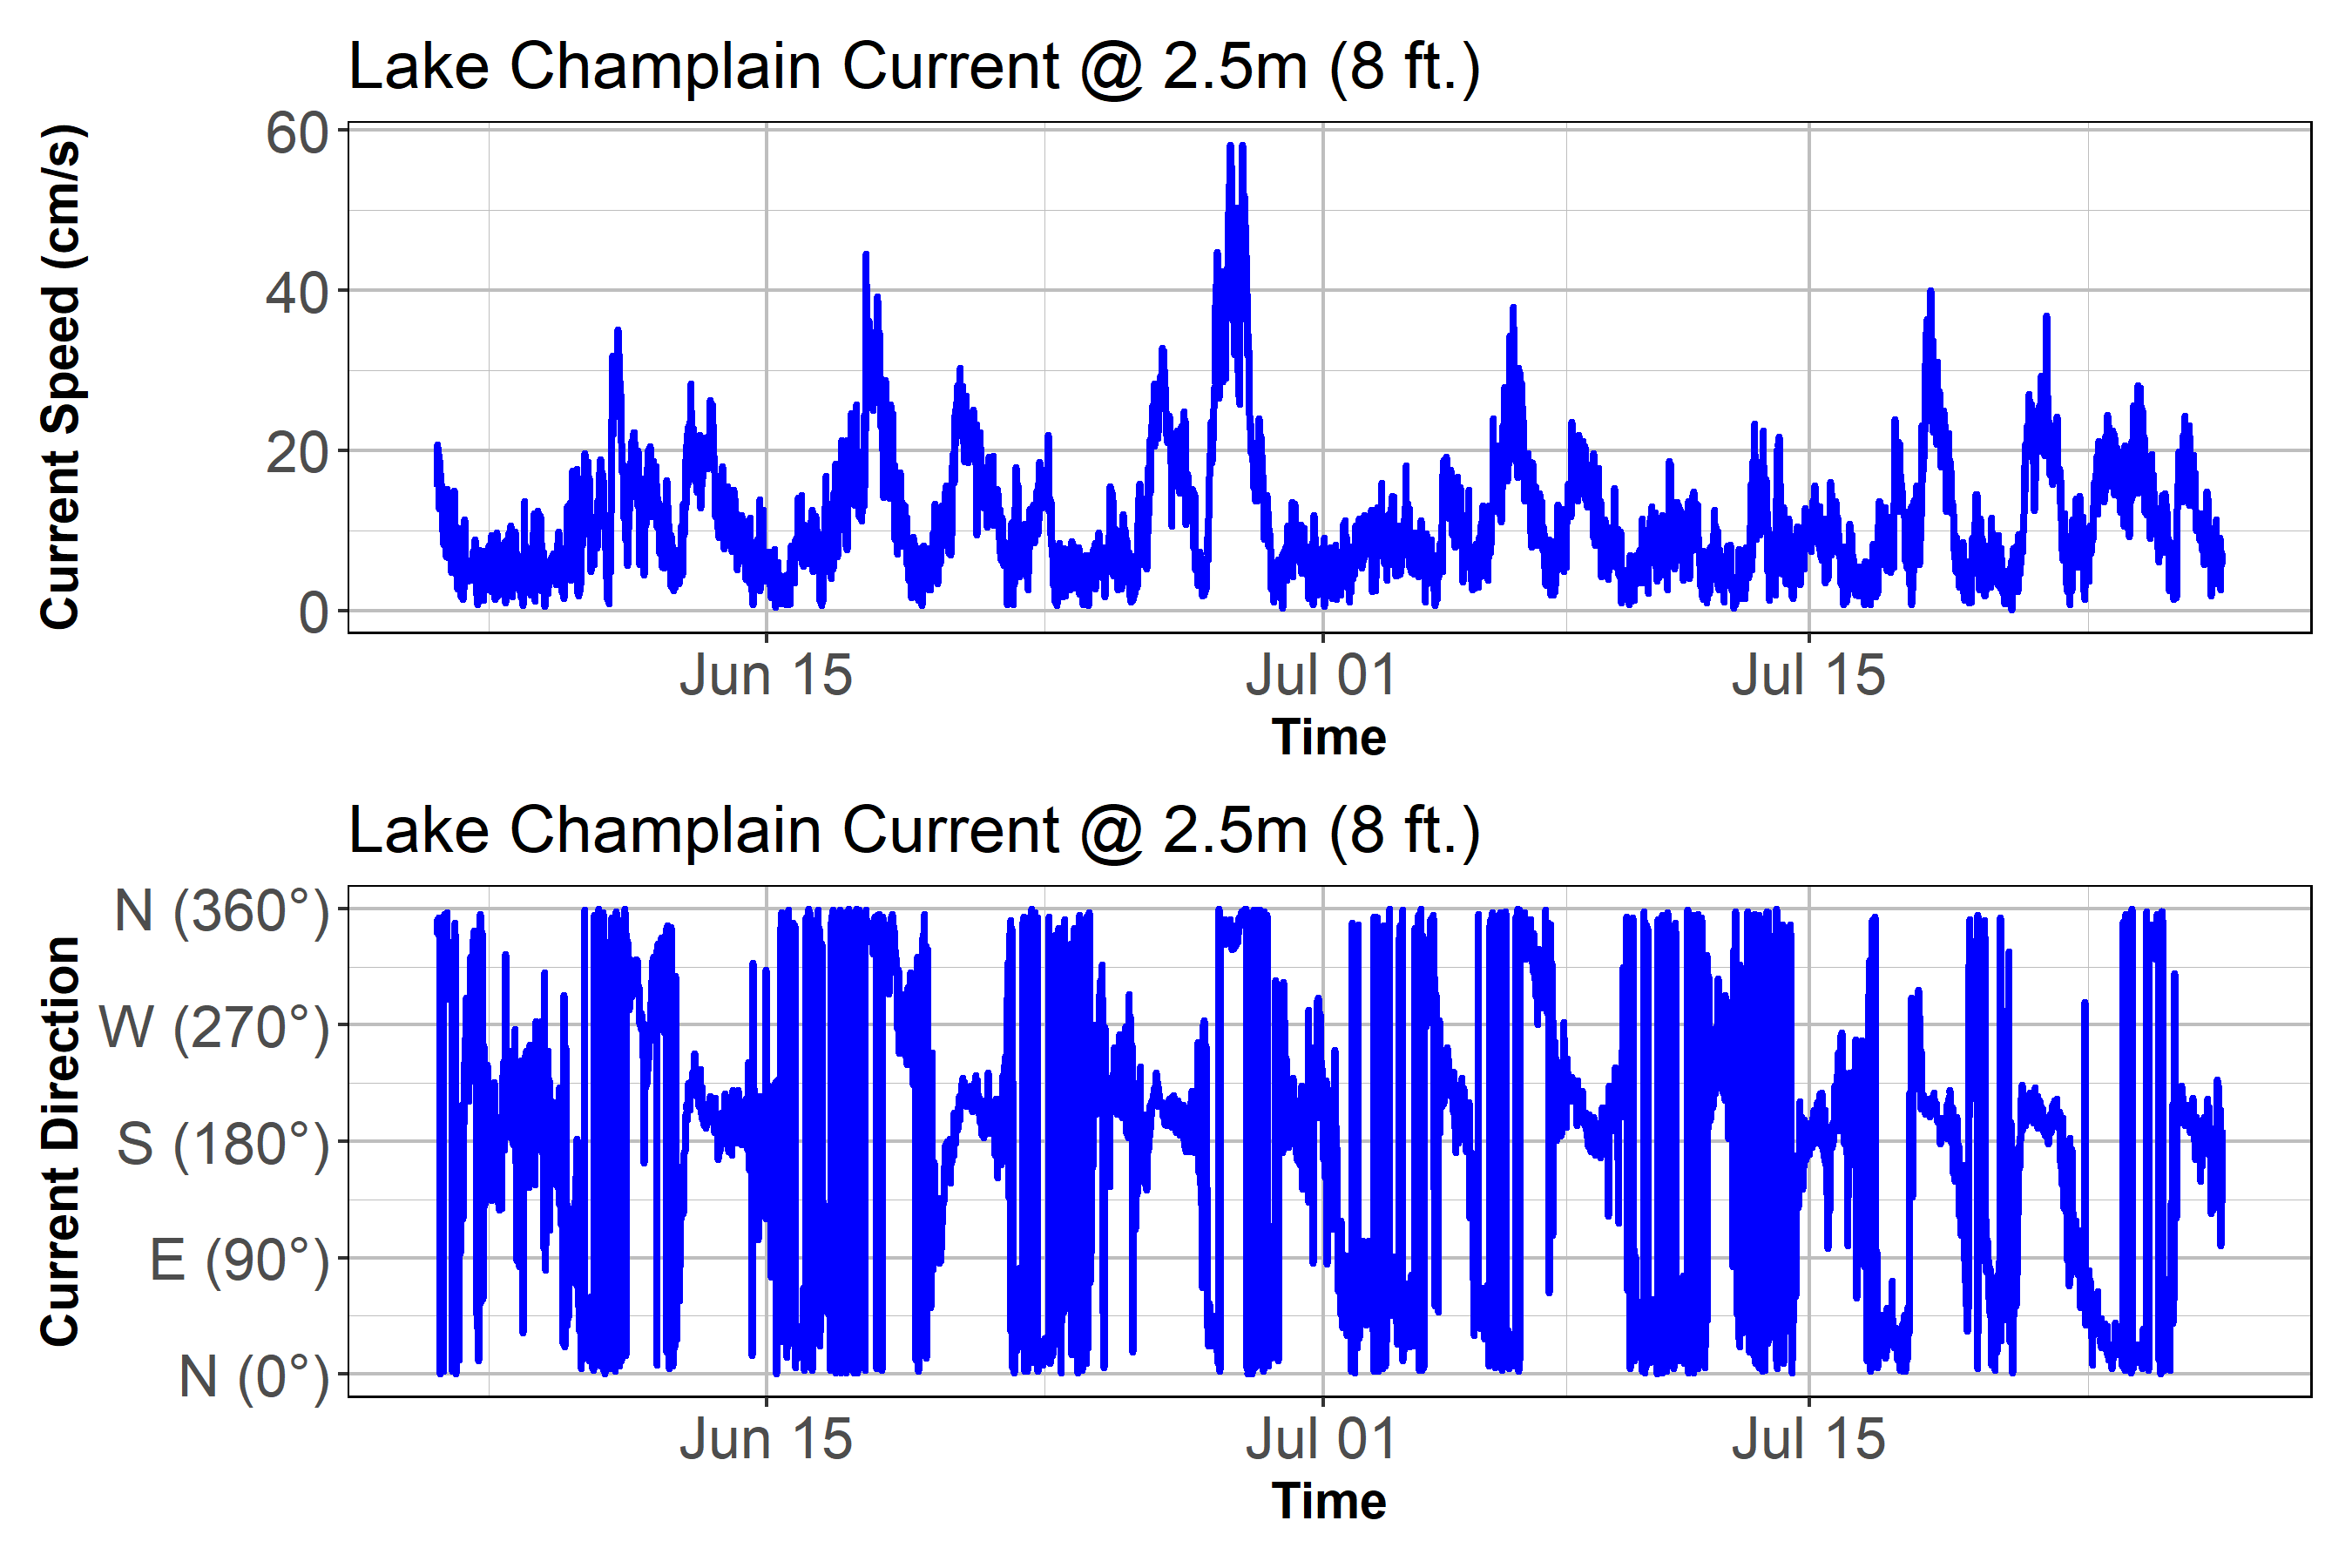 Lake Champlain Current @ 2.5m (8 ft.)
Current Speed (cm/s)
60
40
20
0
Jun 15 Jul 01 Jul 15
Time
Lake Champlain Current @ 2.5m (8 ft.)
Current Direction
N (360°)
W (270°)
S (180°)
E (90°)
N (0°)
Jun 15 Jul 01 Jul 15
Time